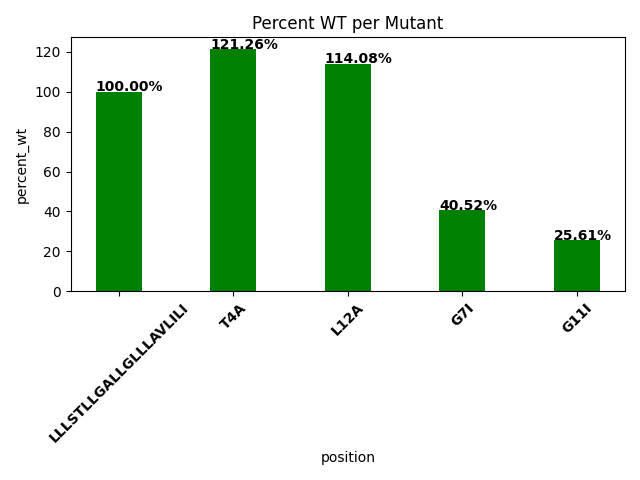 Percent WT per Mutant
percent_wt
120
100
80
60
40
20
0
100.00%
121.26%
114.08%
40.52%
25.61%
LLLSTLLGALLGLLLAVLILI
T4A
L12A
G7I
G11I
position